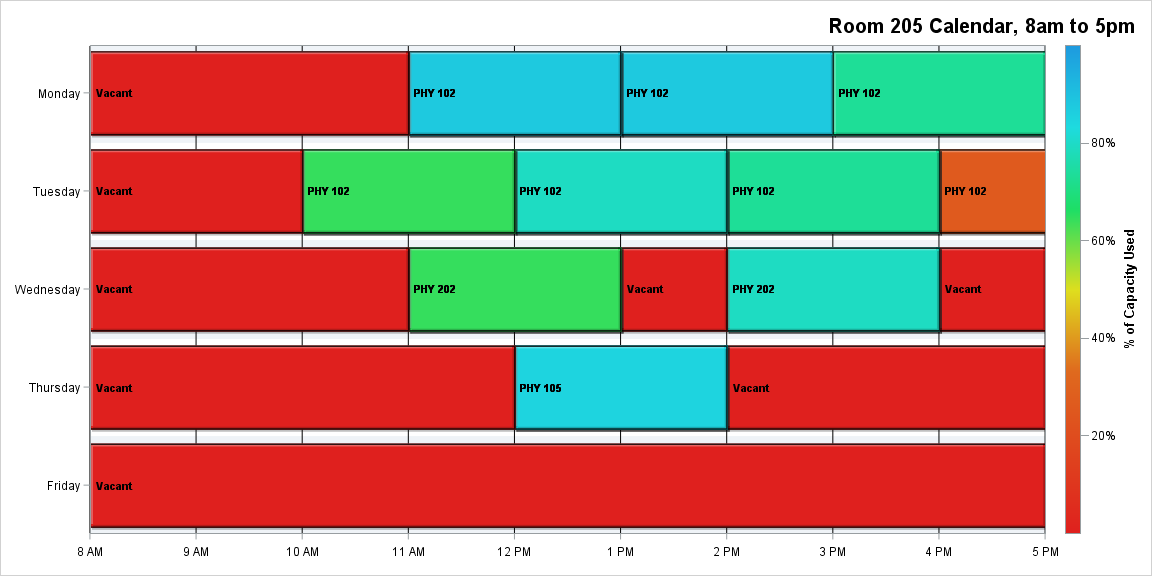 Room 205 Calendar, 8am to 5pm
Monday
Vacant
PHY 102
PHY 102
PHY 102
Tuesday
Vacant
PHY 102
PHY 102
PHY 102
PHY 102
Wednesday
Vacant
PHY 202
Vacant
PHY 202
Vacant
Thursday
Vacant
PHY 105
Vacant
Friday
Vacant
8 AM
9 AM
10 AM
11 AM
12 PM
1 PM
2 PM
3 PM
4 PM
5 PM
80%
60%
40%
20%
% of Capacity Used